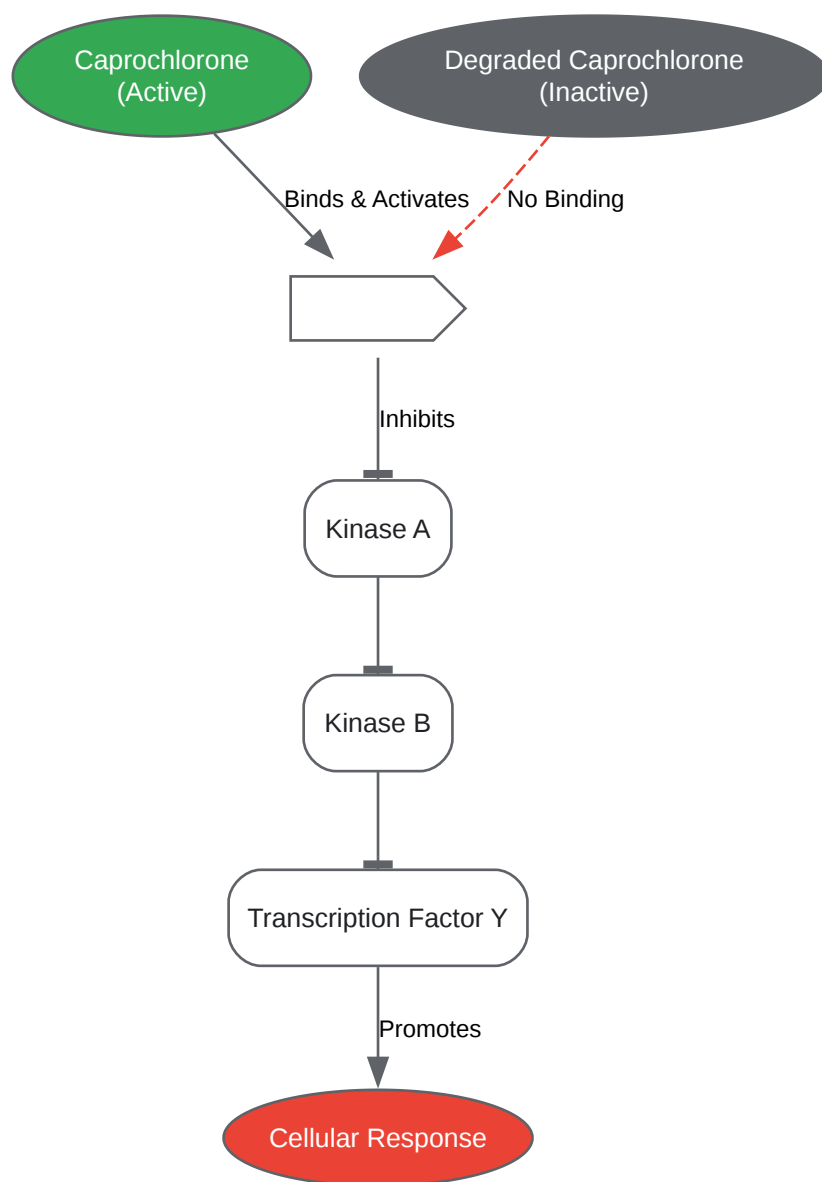 Caprochlorone
(Active)
Degraded Caprochlorone
(Inactive)
Binds & Activates
No Binding
Inhibits
Kinase A
Kinase B
Transcription Factor Y
Promotes
Cellular Response